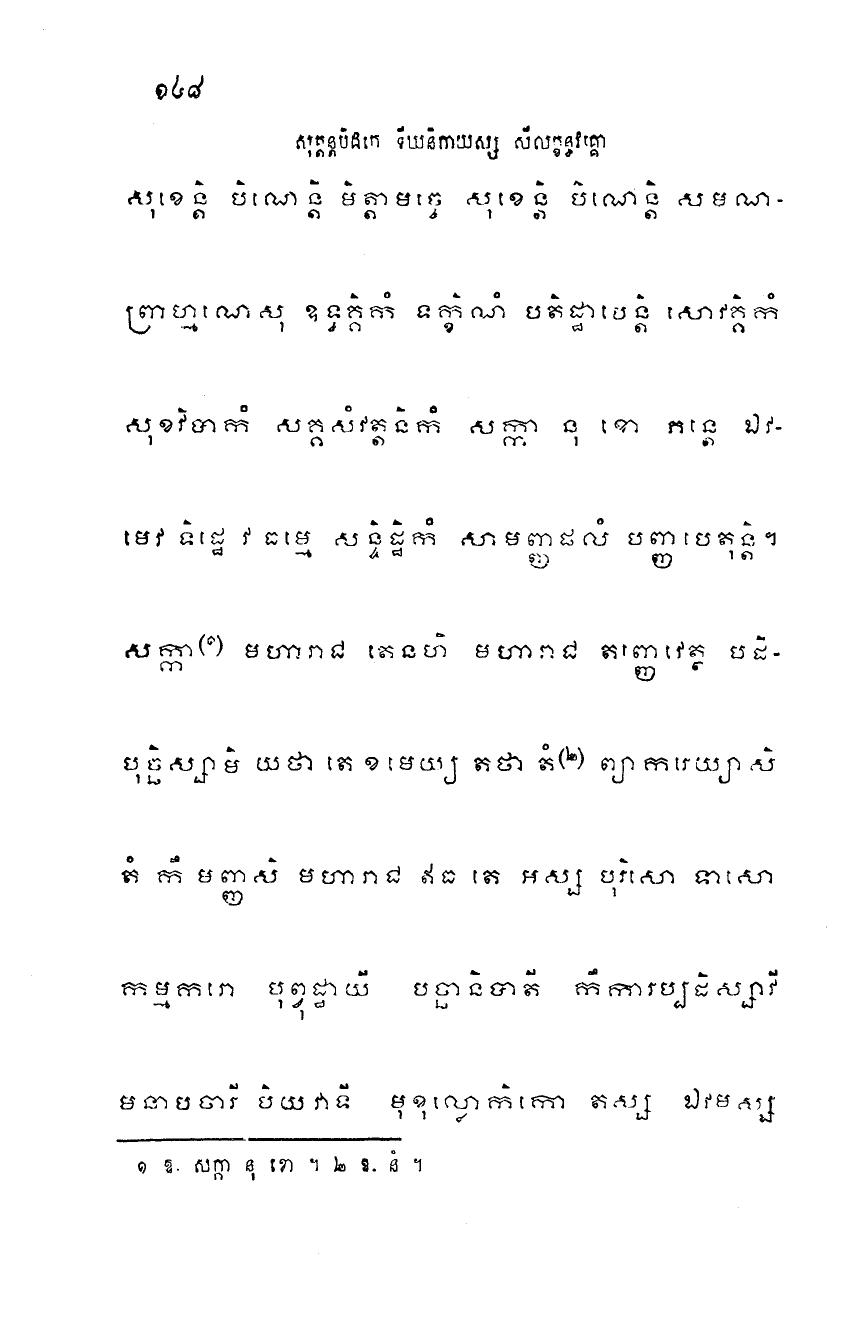 ១៤៨
សុត្តន្តបិដកេ ទីឃនិកាយស្ស សីលក្ខន្ធវគ្គោ
សុខេន្តិ បិណេន្តិ មិត្តាមច្ចេ សុខេន្តិ បិណេន្តិ សមណ-
ព្រាហ្មណេសុ ឧទ្ធគ្គិកំ ទក្ខិណំ បតិដ្ឋាបេន្តិ សោវគ្គិកំ
សុខវិបាកំ សគ្គសំវត្តនិកំ សក្កា នុ ខោ ភន្តេ ឯវ-
មេវ ទិដ្ឋេ វ ធម្មេ សន្ទិដ្ឋិកំ សាមញ្ញផលំ បញ្ញបេតុន្តិ។
សក្កា(១) មហារាជ តេនហិ មហារាជ តញ្ញេវេត្ថ បដិ-
បុច្ឆិស្សាមិ យថា តេ ខមេយ្យ តថា តំ(២) ព្យាករេយ្យាសិ
តំ កឹ មញ្ញសិ មហារាជ ឥធ តេ អស្ស បុរិសោ ទាសោ
កម្មករោ បុព្វុដ្ឋាយី បច្ឆានិបាតី កឹការប្បដិស្សាវី
មនាបចារី បិយវាទី មុខុល្លោកិកោ តស្ស ឯវមស្ស
១ ឱ. សក្កា នុ ខោ ។ ២ ឱ. នំ ។